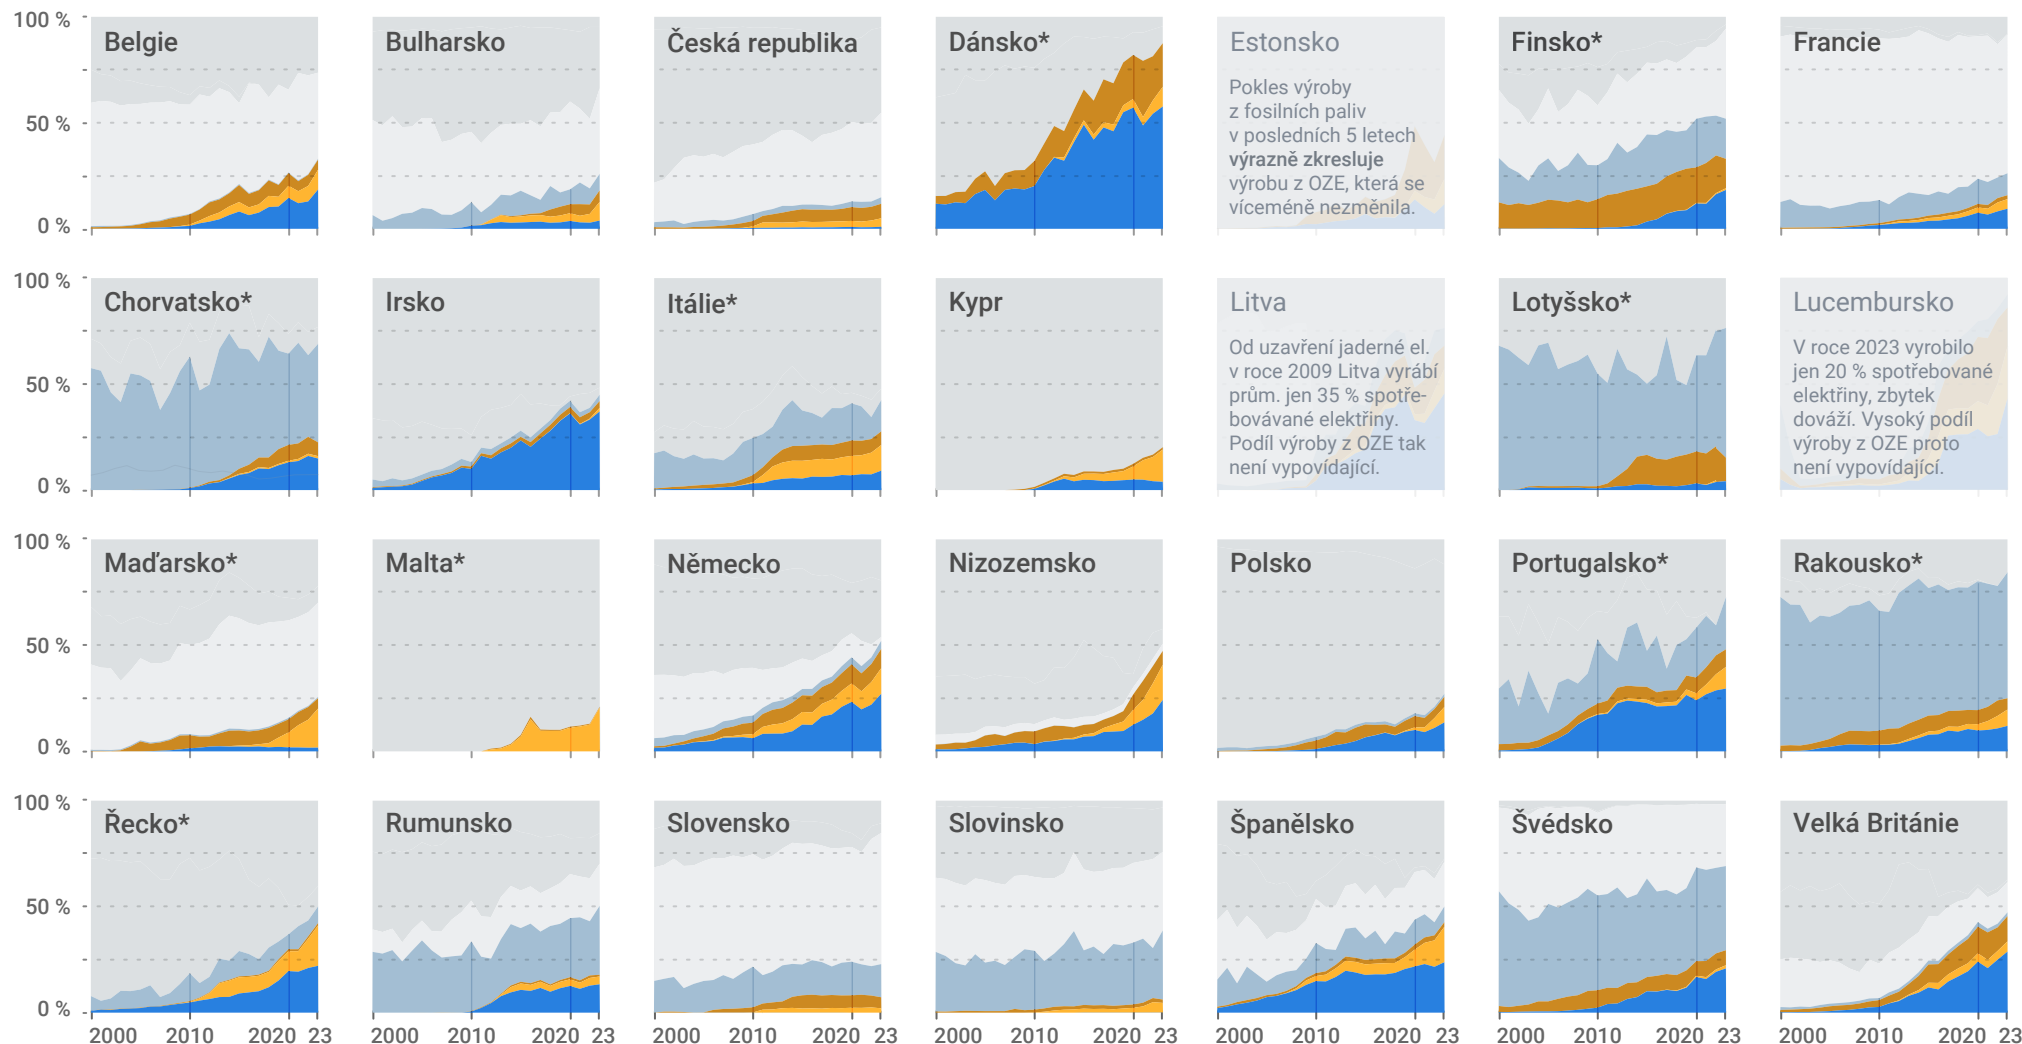 100 %
50 %
0 %
Belgie
Bulharsko
Česká republika
Dánsko*
Estonsko
Pokles výroby
z fosilních paliv
v posledních 5 letech
výrazně zkresluje
výrobu z OZE, která se
víceméně nezměnila.
Finsko*
Francie
100 %
50 %
0 %
Chorvatsko*
Irsko
Itálie*
Kypr
Litva
Od uzavření jaderné el.
v roce 2009 Litva vyrábí
prům. jen 35 % spotře-
bovávané elektřiny.
Podíl výroby z OZE tak
není vypovídající.
Lotyšsko*
Lucembursko
V roce 2023 vyrobilo
jen 20 % spotřebované
elektřiny, zbytek
dováží. Vysoký podíl
výroby z OZE proto
není vypovídající.
100 %
50 %
0 %
Maďarsko*
Malta*
Německo
Nizozemsko
Polsko
Portugalsko*
Rakousko*
100 %
50 %
0 %
Řecko*
Rumunsko
Slovensko
Slovinsko
Španělsko
Švédsko
Velká Británie
2000 2010 2020 23
2000 2010 2020 23
2000 2010 2020 23
2000 2010 2020 23
2000 2010 2020 23
2000 2010 2020 23
2000 2010 2020 23